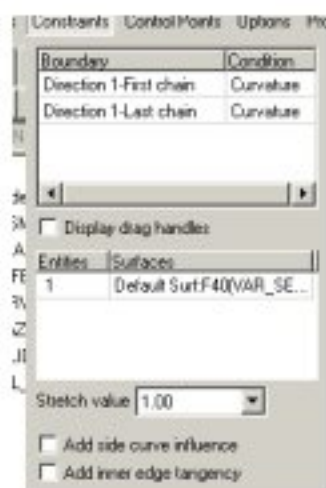 Constraints Control Points Options
Boundary Condition
Direction 1-First chain Curvature
Direction 1-Last chain Curvature
Display drag handles
Entities Surfaces
1 Default Surf:F40(VAR_SE...
Stretch value 1.00
Add side curve influence
Add inner edge tangency